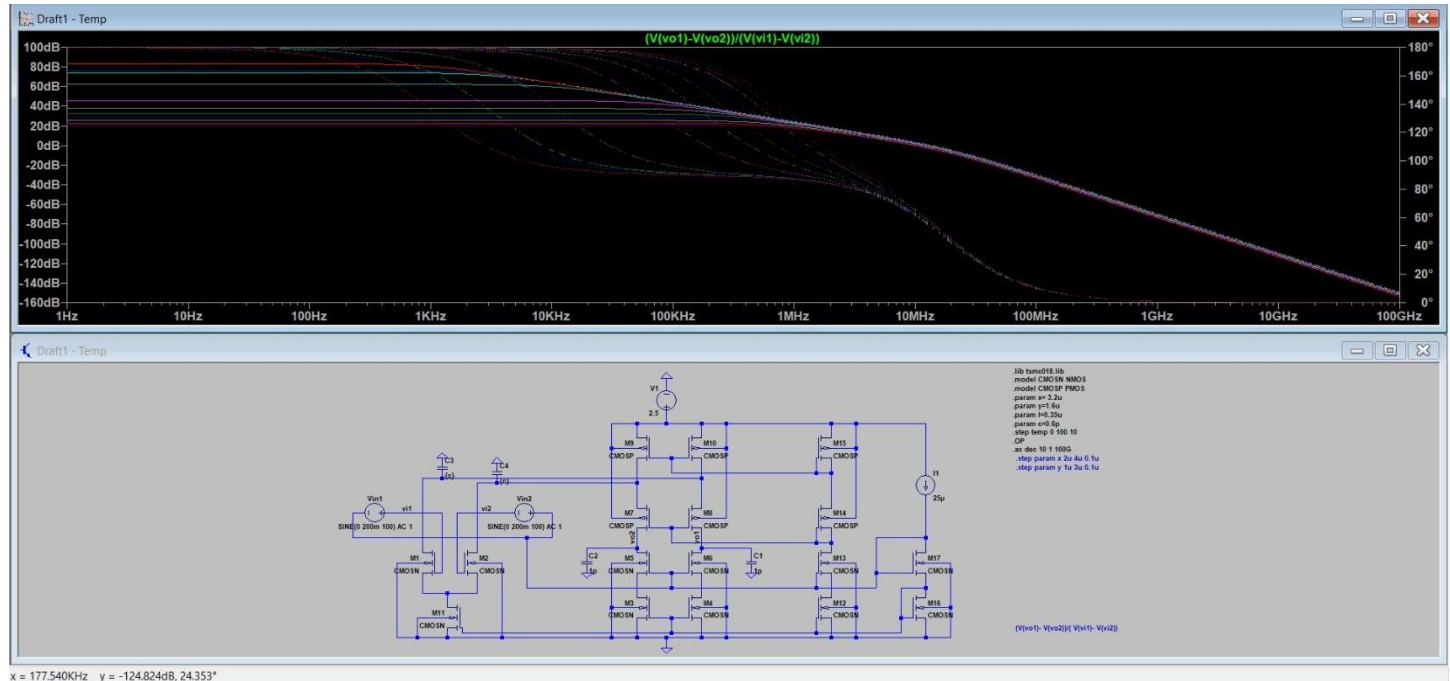 Draft1 - Temp
(V(vo1)-V(vo2))/(V(vi1)-V(vi2))
100dB
80dB
60dB
40dB
20dB
0dB
-20dB
-40dB
-60dB
-80dB
-100dB
-120dB
-140dB
-160dB
180°
160°
140°
120°
100°
80°
60°
40°
20°
0°
1Hz
10Hz
100Hz
1KHz
10KHz
100KHz
1MHz
10MHz
100MHz
1GHz
10GHz
100GHz
Draft1 - Temp
.lib tsmc018.lib
.model CMOSN NMOS
.model CMOSP PMOS
.param x= 3.2u
.param y=1.6u
.param l=0.35u
.param c=0.6p
.step temp 0 100 10
.OP
.ac dec 10 1 100G
.step param x 2u 4u 0.1u
.step param y 1u 3u 0.1u
V1
2.5
M9
CMOSP
M10
CMOSP
M15
CMOSP
C3
{c}
C4
{c}
I1
25µ
Vin1
vi1
SINE(0 200m 100) AC 1
Vin2
vi2
SINE(0 200m 100) AC 1
M7
CMOSP
M8
CMOSP
M14
CMOSP
vo2
vo1
M1
CMOSN
M2
CMOSN
C2
1p
M5
CMOSN
M6
CMOSN
C1
1p
M13
CMOSN
M17
CMOSN
M11
CMOSN
M3
CMOSN
M4
CMOSN
M12
CMOSN
M16
CMOSN
(V(vo1)- V(vo2))/( V(vi1)- V(vi2))
x = 177.540KHz y = -124.824dB, 24.353°